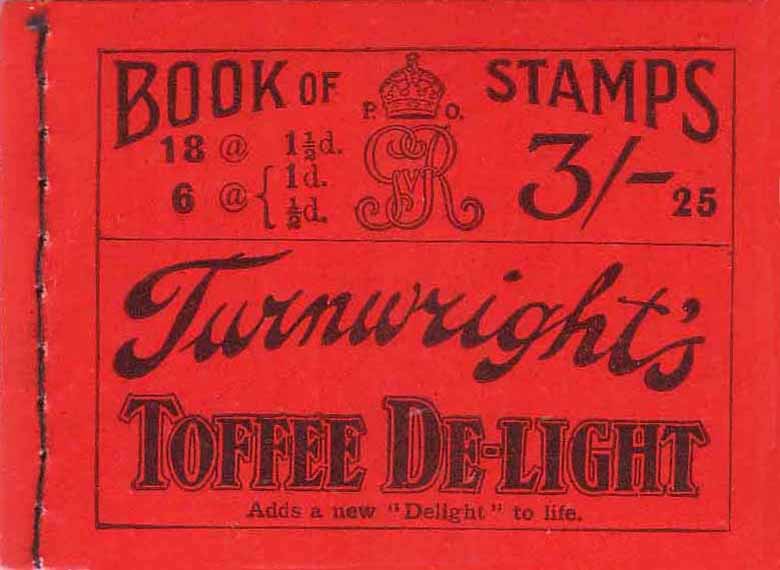 BOOK OF STAMPS
P. O.
GVR
18 @ 1½d.
6 @ { 1d.
½d.
3/- 25
Turnwright's
TOFFEE DE-LIGHT
Adds a new "Delight" to life.